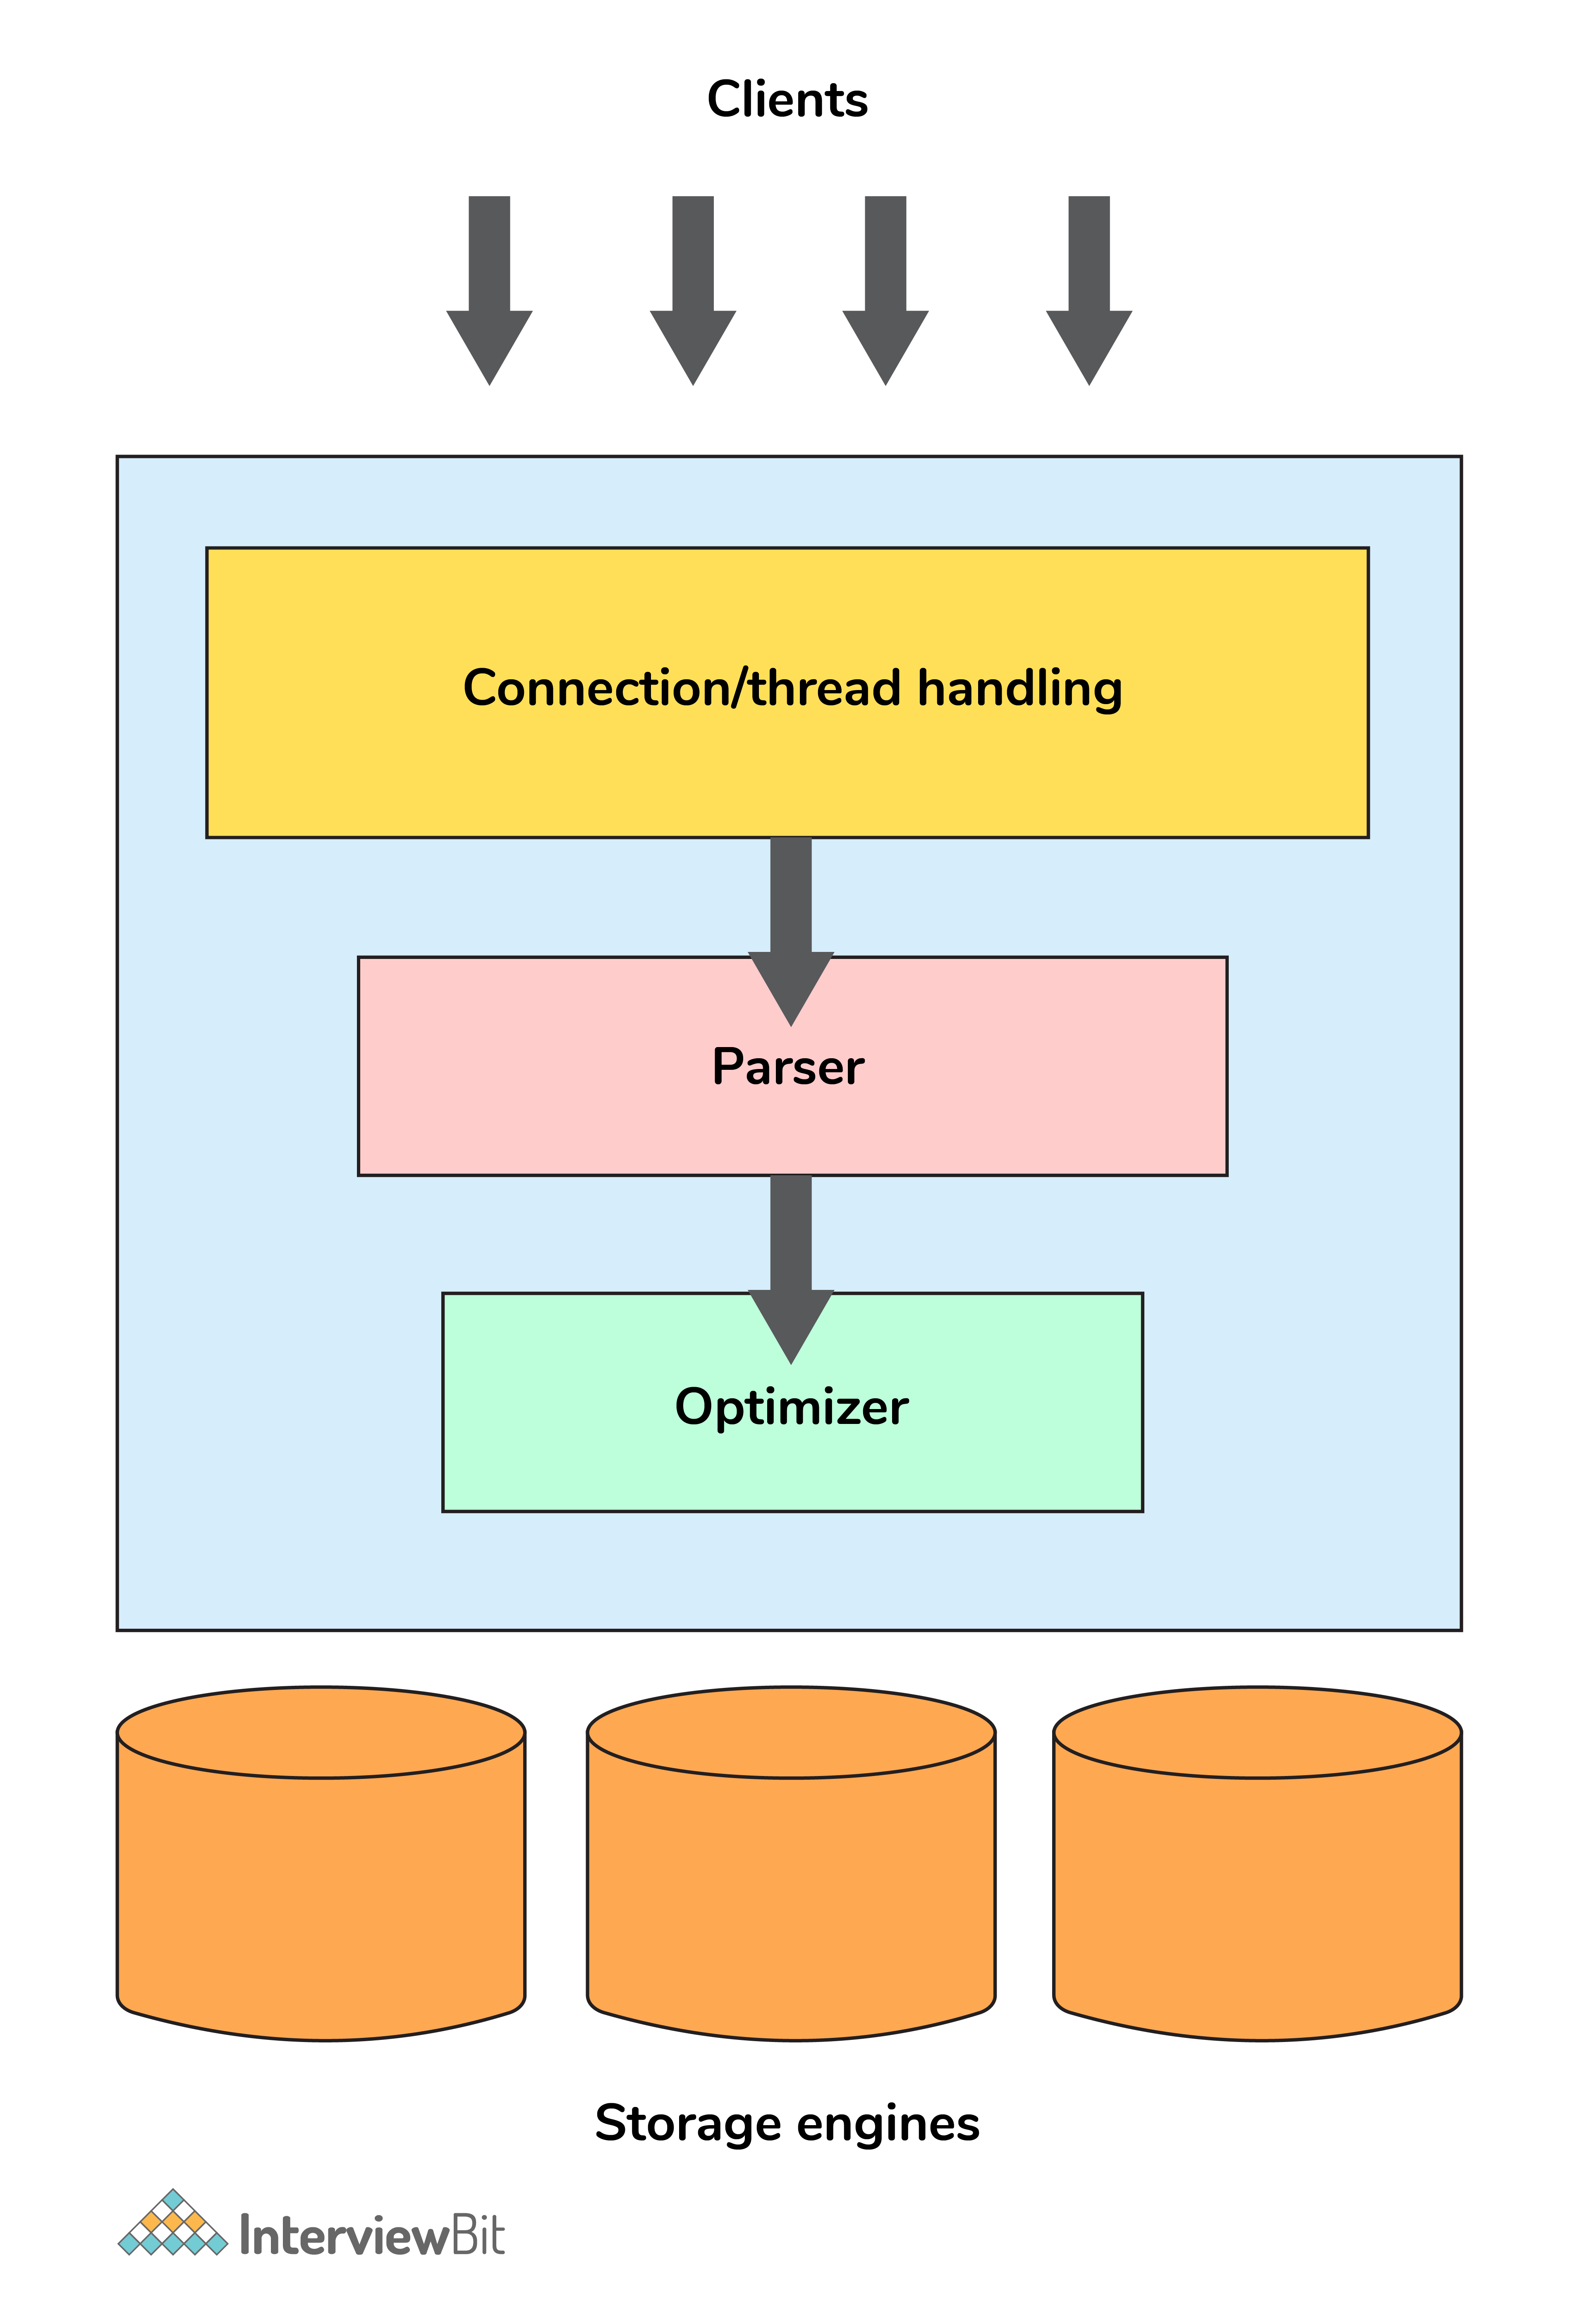 Clients
Connection/thread handling
Parser
Optimizer
Storage engines
InterviewBit